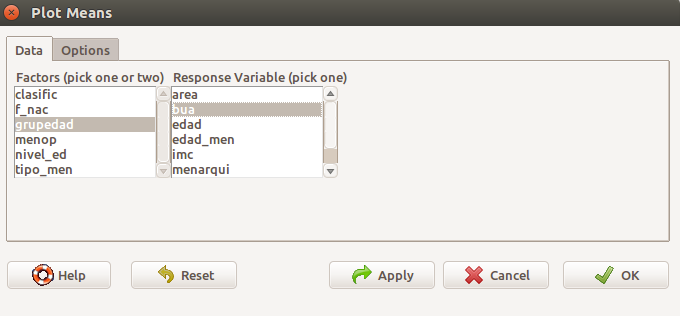 Plot Means
Data Options
Factors (pick one or two) Response Variable (pick one)
clasific area
f_nac bua
grupedad edad
menop edad_men
nivel_ed imc
tipo_men menarqui
Help Reset Apply Cancel OK